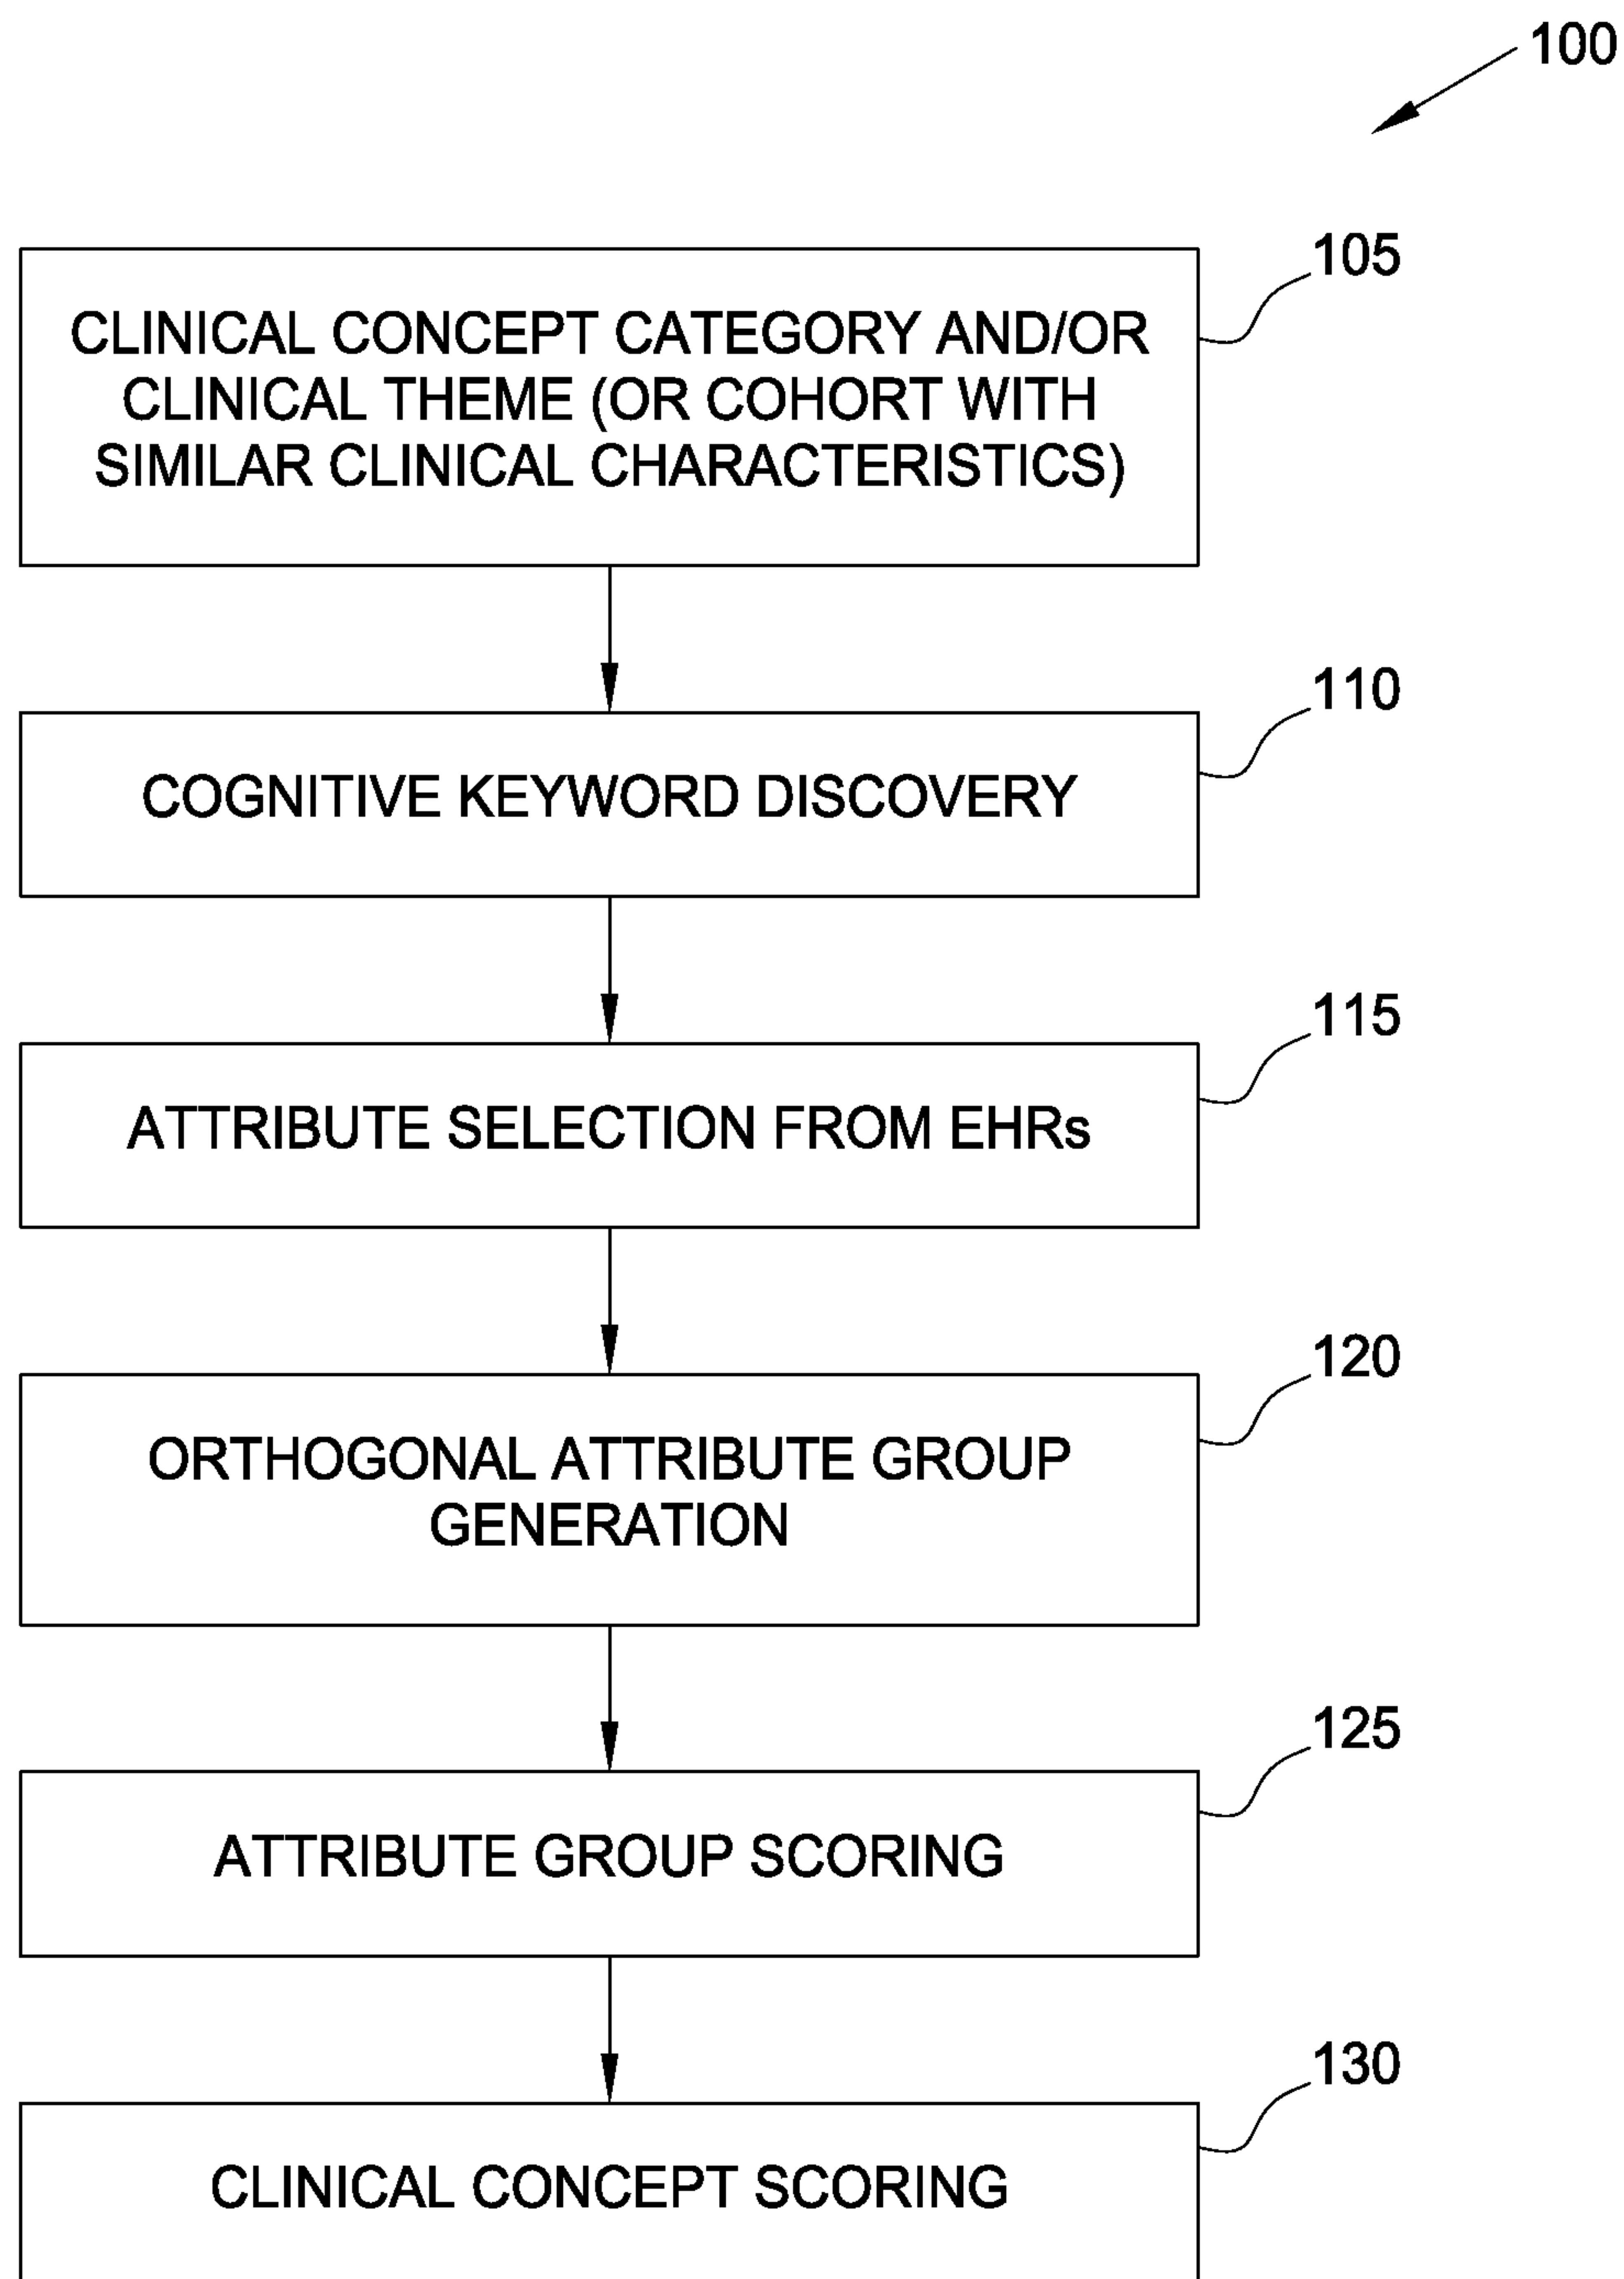 100
105
CLINICAL CONCEPT CATEGORY AND/OR
CLINICAL THEME (OR COHORT WITH
SIMILAR CLINICAL CHARACTERISTICS)
110
COGNITIVE KEYWORD DISCOVERY
115
ATTRIBUTE SELECTION FROM EHRs
120
ORTHOGONAL ATTRIBUTE GROUP
GENERATION
125
ATTRIBUTE GROUP SCORING
130
CLINICAL CONCEPT SCORING